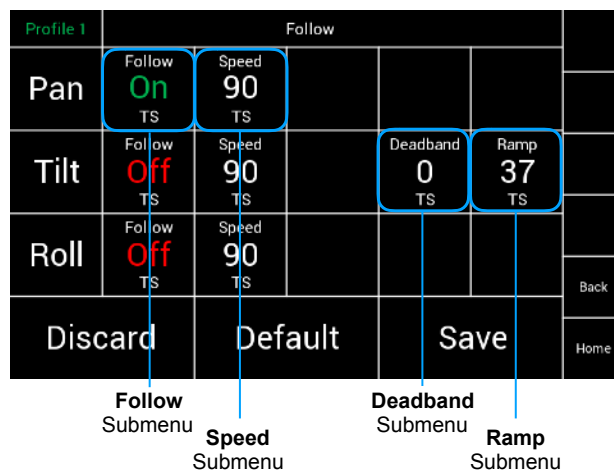 Profile 1 Follow
Follow Speed
Pan On 90
TS TS
Follow Speed Deadband Ramp
Tilt Off 90 0 37
TS TS TS TS
Follow Speed
Roll Off 90
TS TS
Back
Discard Default Save
Home
Follow Deadband
Submenu Submenu
Speed Ramp
Submenu Submenu